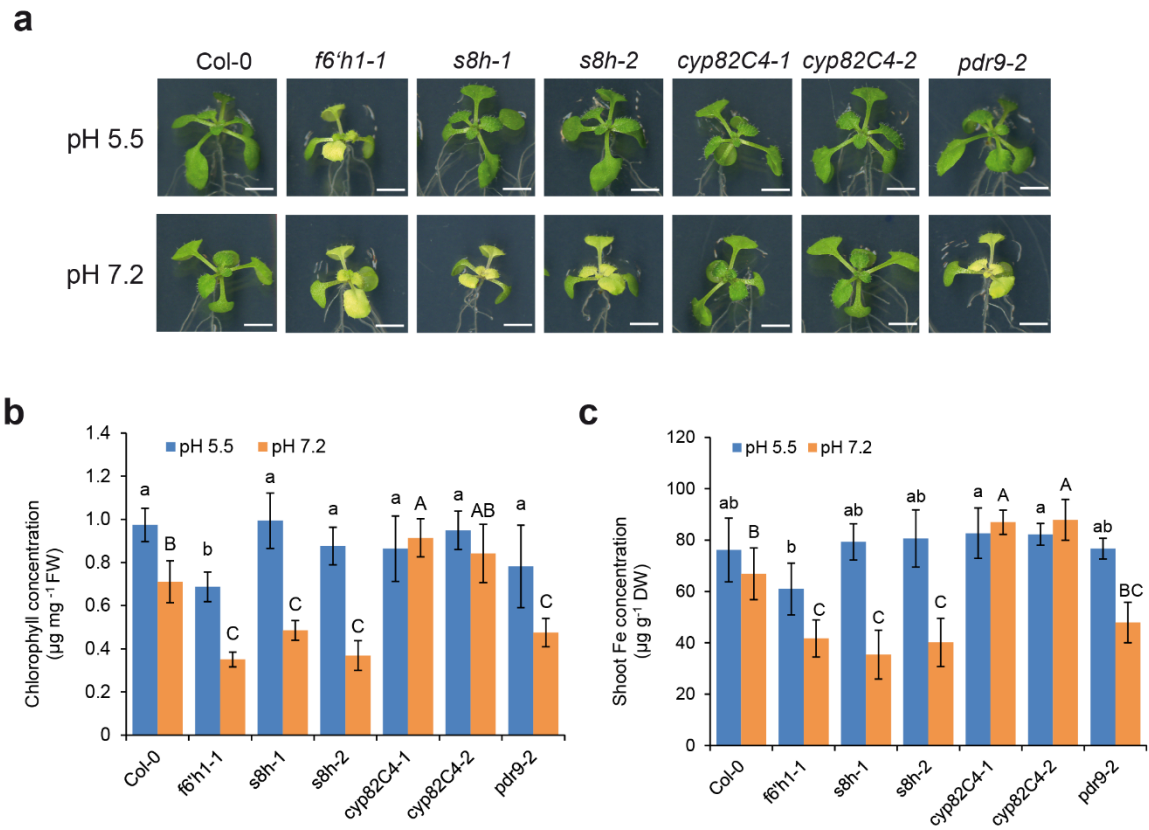 a
Col-0 f6‘h1-1 s8h-1 s8h-2 cyp82C4-1 cyp82C4-2 pdr9-2
pH 5.5
pH 7.2
b
Chlorophyll concentration
(µg mg -1 FW)
1.4
1.2
1.0
0.8
0.6
0.4
0.2
0
pH 5.5 pH 7.2
a B b C a C a C a A a AB a C
Col-0 f6'h1-1 s8h-1 s8h-2 cyp82C4-1 cyp82C4-2 pdr9-2
c
Shoot Fe concentration
(µg g-1 DW)
120
100
80
60
40
20
0
pH 5.5 pH 7.2
ab B b C ab C ab C a A a A ab BC
Col-0 f6'h1-1 s8h-1 s8h-2 cyp82C4-1 cyp82C4-2 pdr9-2